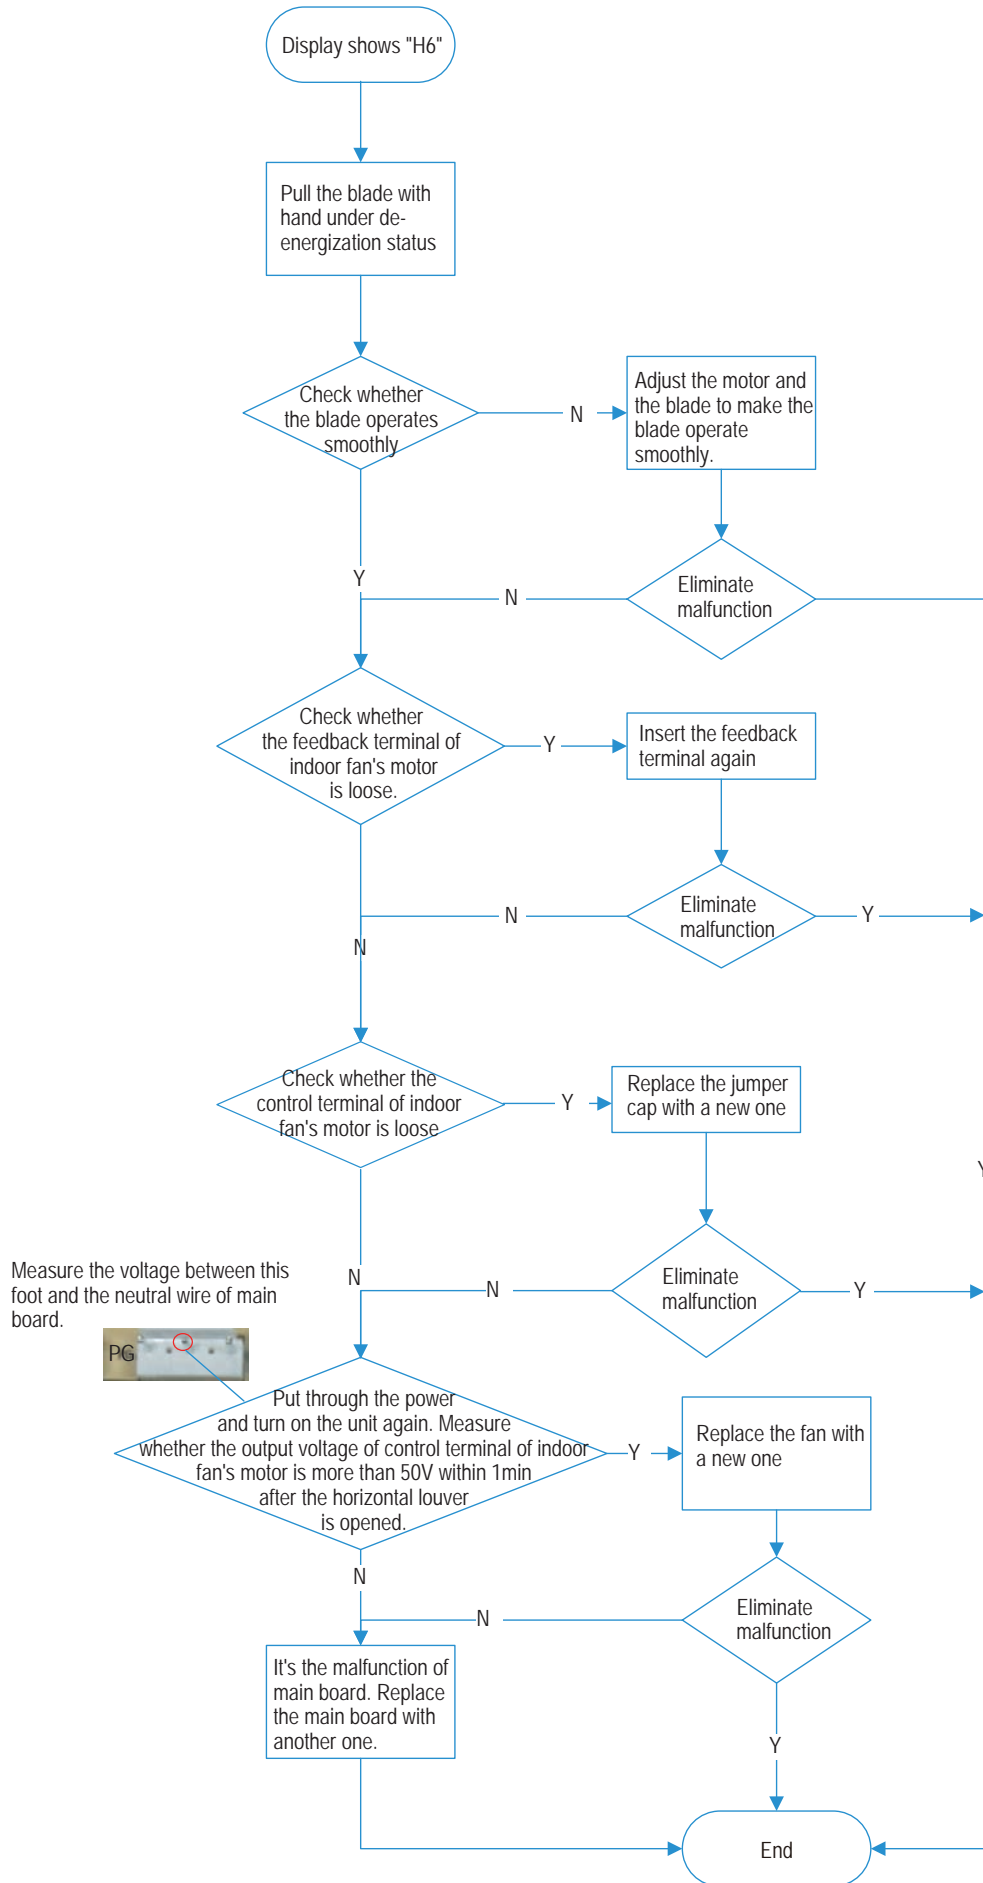 Display shows "H6"
Pull the blade with
hand under de-
energization status
Check whether
the blade operates
smoothly
N
Adjust the motor and
the blade to make the
blade operate
smoothly.
Y
N
Eliminate
malfunction
Check whether
the feedback terminal of
indoor fan's motor
is loose.
Y
Insert the feedback
terminal again
N
N
Eliminate
malfunction
Y
Check whether the
control terminal of indoor
fan's motor is loose
Y
Replace the jumper
cap with a new one
Y
N
N
Eliminate
malfunction
Y
Measure the voltage between this
foot and the neutral wire of main
board.
PG
Put through the power
and turn on the unit again. Measure
whether the output voltage of control terminal of indoor
fan's motor is more than 50V within 1min
after the horizontal louver
is opened.
Y
Replace the fan with
a new one
N
N
Eliminate
malfunction
It's the malfunction of
main board. Replace
the main board with
another one.
Y
End